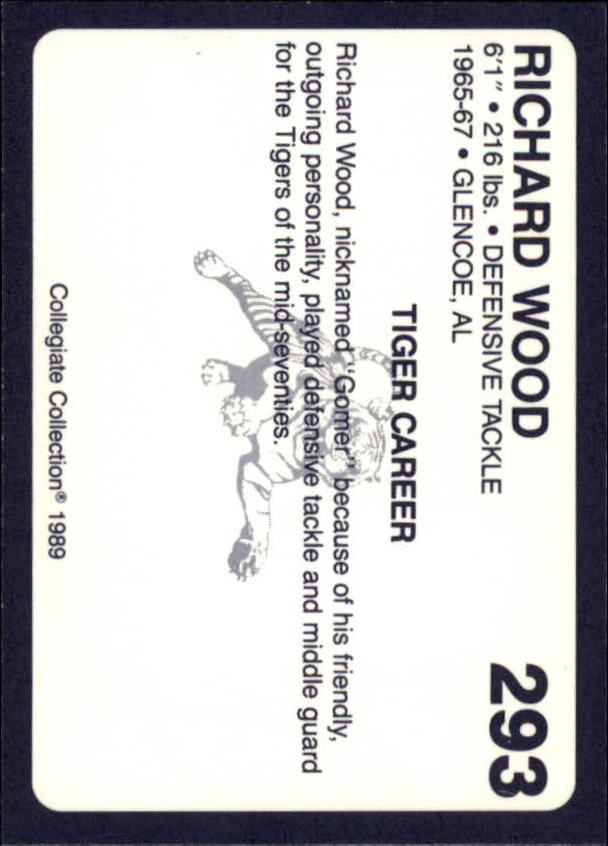 RICHARD WOOD 293
6'1" • 216 lbs. • DEFENSIVE TACKLE
1965-67 • GLENCOE, AL
TIGER CAREER
Richard Wood, nicknamed "Gomer" because of his friendly,
outgoing personality, played defensive tackle and middle guard
for the Tigers of the mid-seventies.
Collegiate Collection® 1989